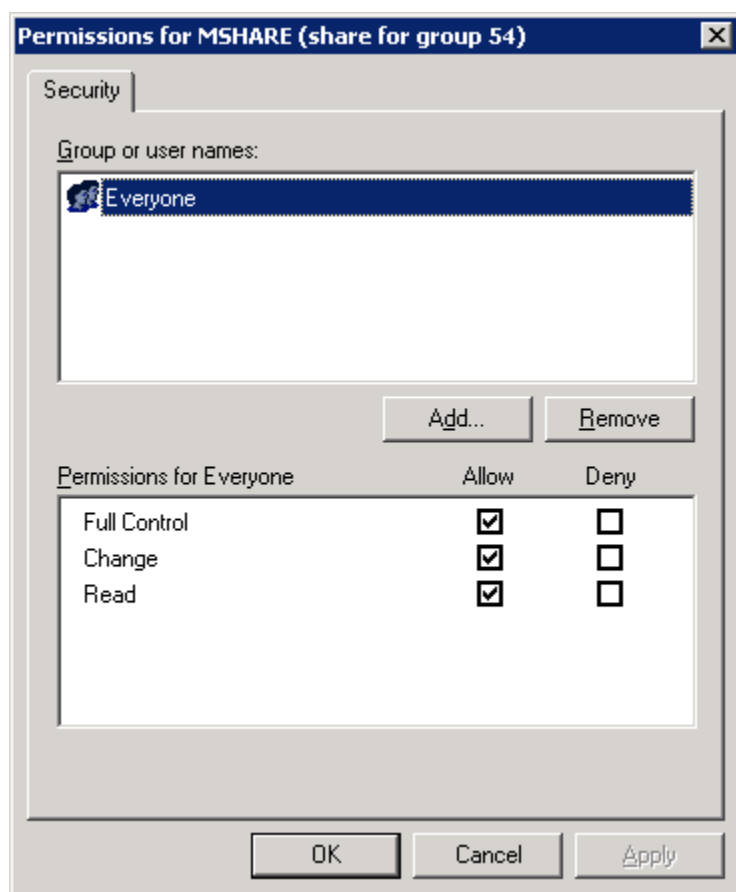 Permissions for MSHARE (share for group 54)
Security
Group or user names:
Everyone
Add... Remove
Permissions for Everyone Allow Deny
Full Control
Change
Read
OK Cancel Apply